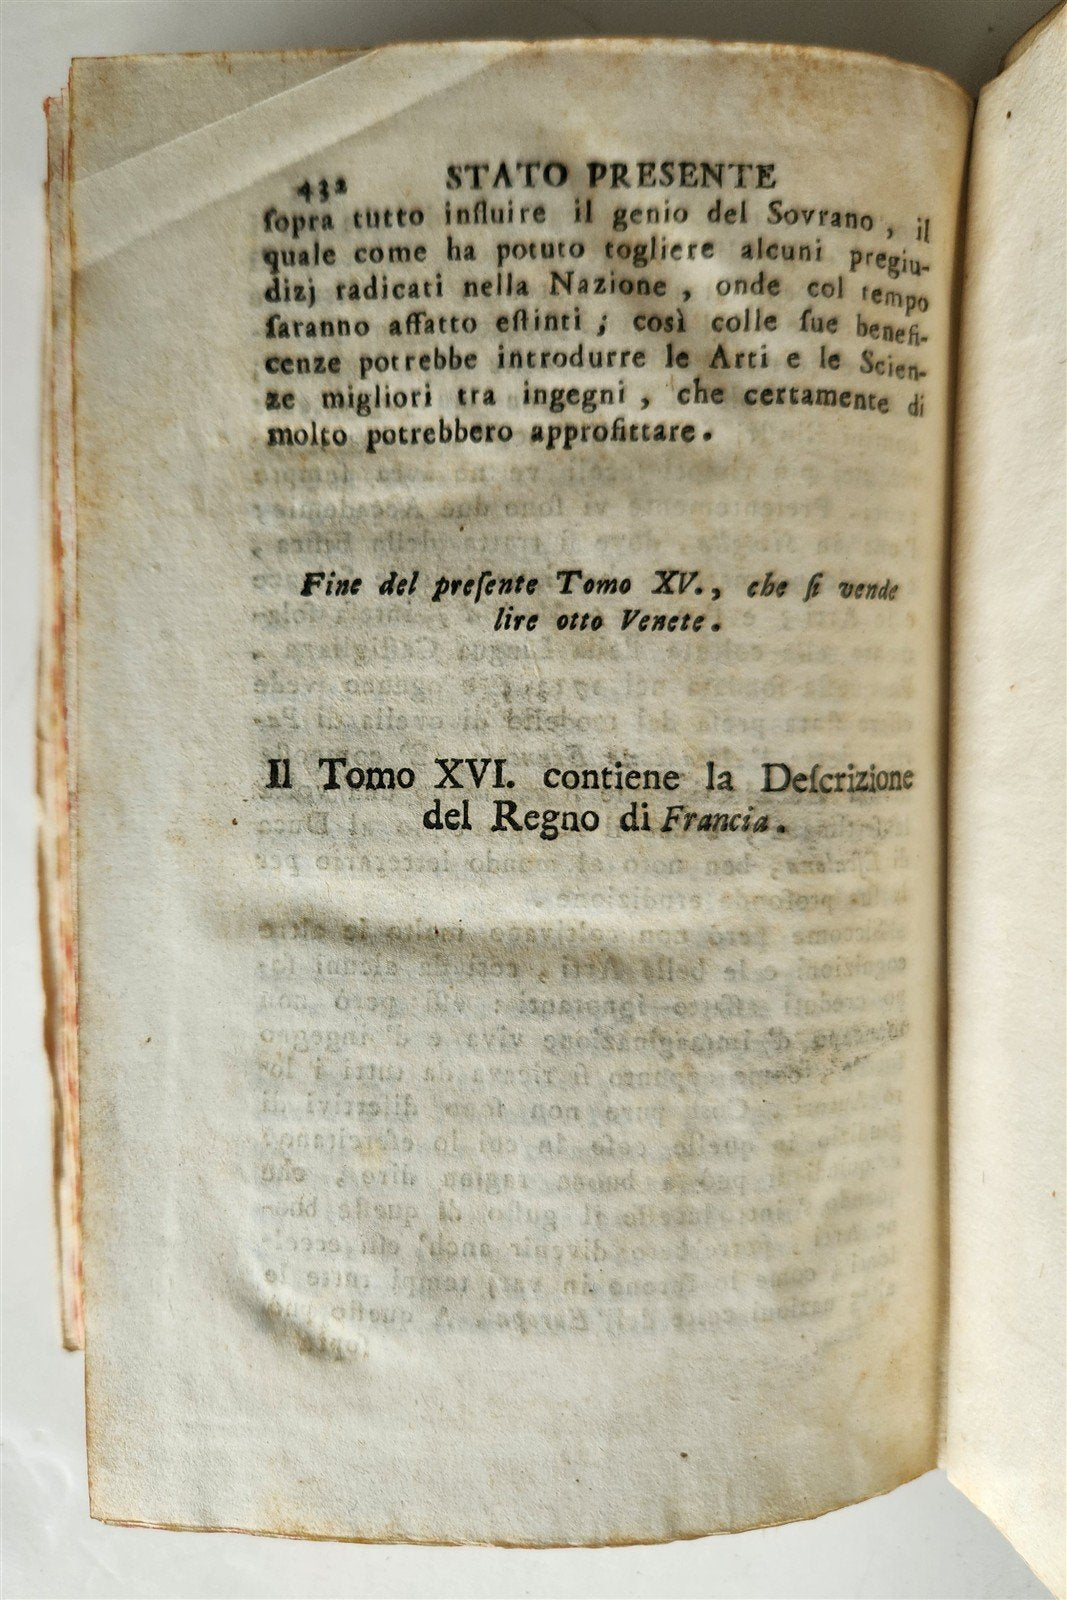 432 STATO PRESENTE
ſopra tutto influire il genio del Sovrano, il
quale come ha potuto togliere alcuni pregiu-
dizj radicati nella Nazione, onde col tempo
ſaranno affatto eſtinti; così colle ſue benefi-
cenze potrebbe introdurre le Arti e le Scien-
ze migliori tra ingegni, che certamente di
molto potrebbero approfittare.
Fine del preſente Tomo XV., che ſi vende
lire otto Venete.
Il Tomo XVI. contiene la Deſcrizione
del Regno di Francia.